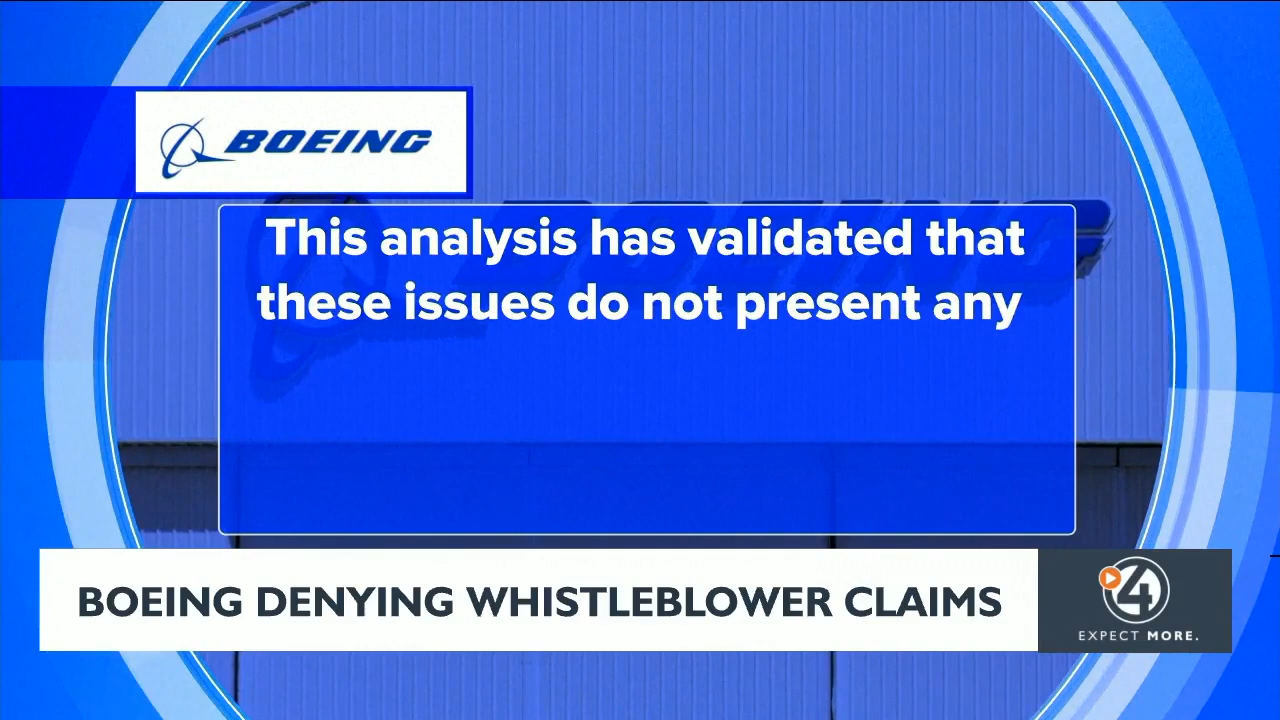 BOEING
This analysis has validated that
these issues do not present any
BOEING DENYING WHISTLEBLOWER CLAIMS
4
EXPECT MORE.